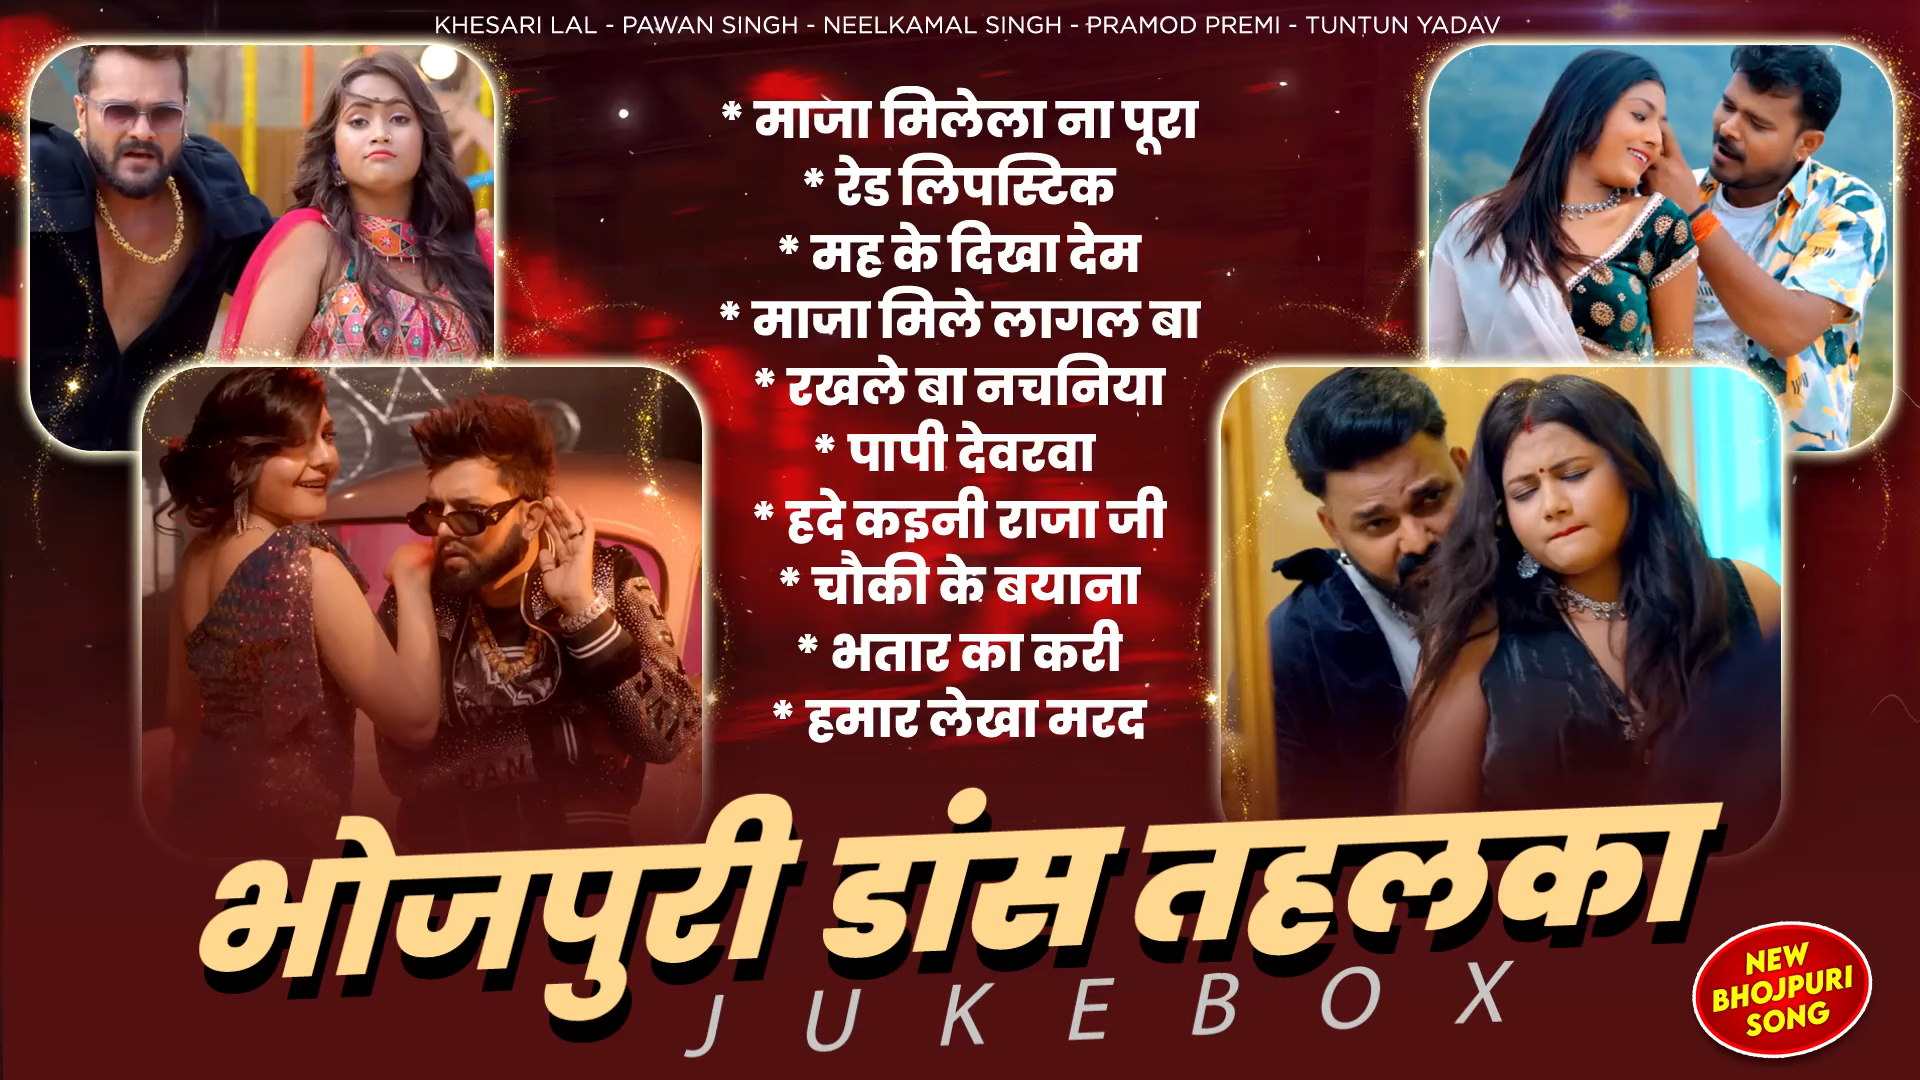 KHESARI LAL - PAWAN SINGH - NEELKAMAL SINGH - PRAMOD PREMI - TUNTUN YADAV
* माजा मिलेला ना पूरा
* रेड लिपस्टिक
* मह के दिखा देम
* माजा मिले लागल बा
* रखले बा नचनिया
* पापी देवरवा
* हदे कइनी राजा जी
* चौकी के बयाना
* भतार का करी
* हमार लेखा मरद
भोजपुरी डांस तहलका
JUKEBOX
NEW
BHOJPURI
SONG